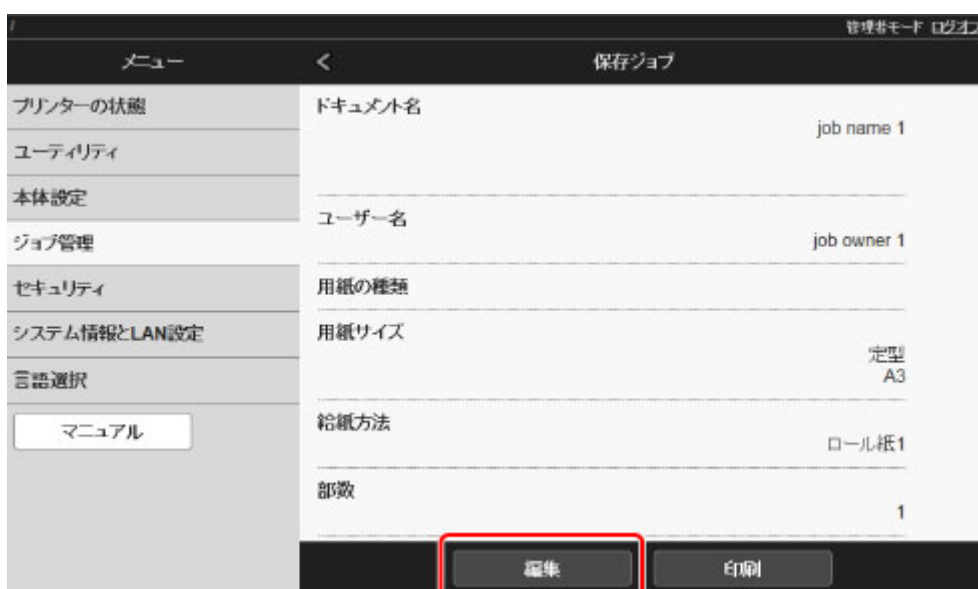 /
管理者モード ログオフ
メニュー
<
保存ジョブ
プリンターの状態
ユーティリティ
本体設定
ジョブ管理
セキュリティ
システム情報とLAN設定
言語選択
マニュアル
ドキュメント名
job name 1
ユーザー名
job owner 1
用紙の種類
用紙サイズ
定型
A3
給紙方法
ロール紙1
部数
1
編集
印刷